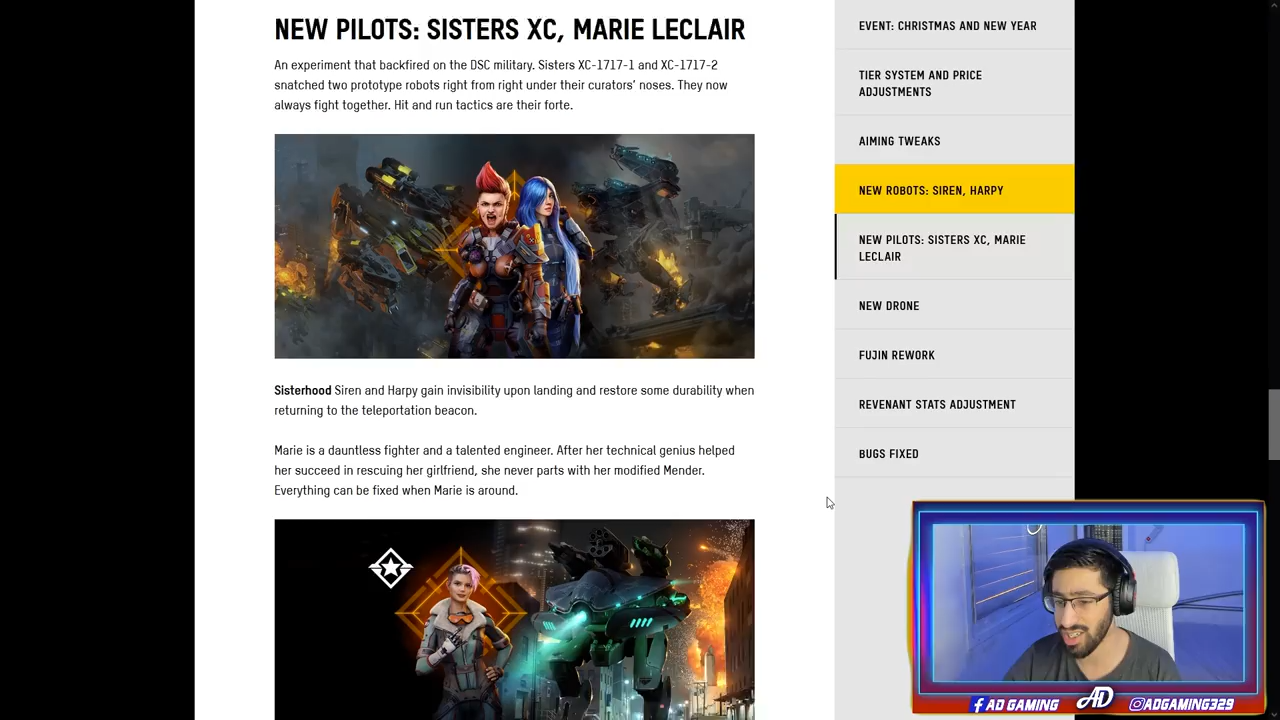 NEW PILOTS: SISTERS XC, MARIE LECLAIR
An experiment that backfired on the DSC military. Sisters XC-1717-1 and XC-1717-2
snatched two prototype robots right from right under their curators’ noses. They now
always fight together. Hit and run tactics are their forte.
Sisterhood Siren and Harpy gain invisibility upon landing and restore some durability when
returning to the teleportation beacon.
Marie is a dauntless fighter and a talented engineer. After her technical genius helped
her succeed in rescuing her girlfriend, she never parts with her modified Mender.
Everything can be fixed when Marie is around.
EVENT: CHRISTMAS AND NEW YEAR
TIER SYSTEM AND PRICE
ADJUSTMENTS
AIMING TWEAKS
NEW ROBOTS: SIREN, HARPY
NEW PILOTS: SISTERS XC, MARIE
LECLAIR
NEW DRONE
FUJIN REWORK
REVENANT STATS ADJUSTMENT
BUGS FIXED
AD GAMING
AD
@ADGAMING329